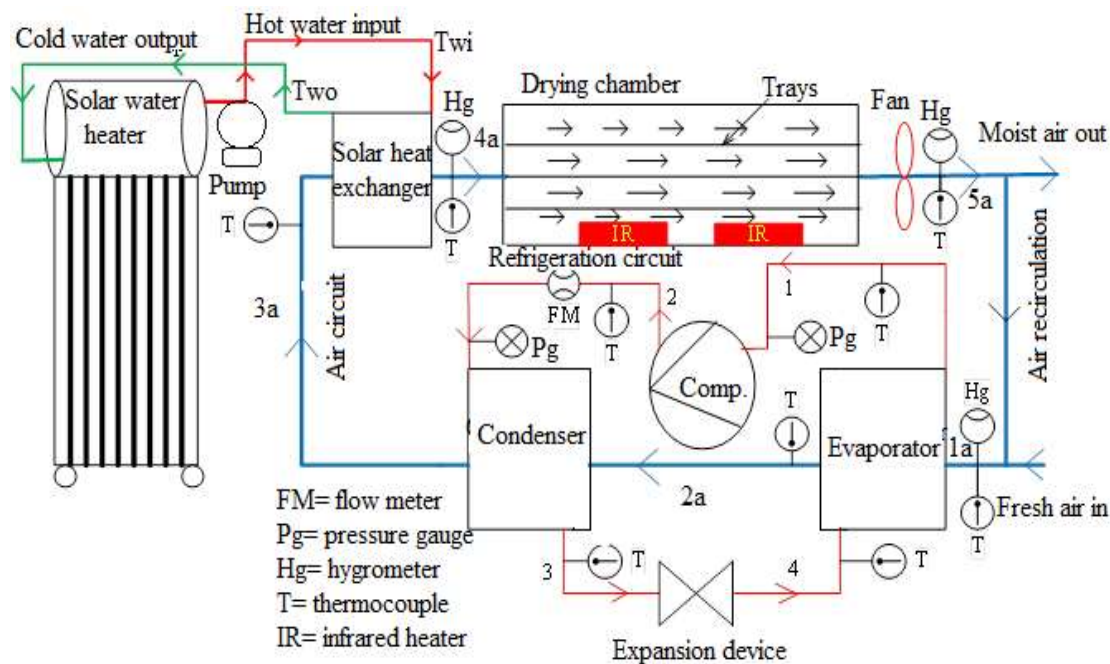 Cold water output
Hot water input
Twi
Two
Solar water
heater
Pump
Solar heat
exchanger
Hg
4a
T
T
Drying chamber
Trays
IR
IR
Fan
Hg
Moist air out
5a
T
Refrigeration circuit
3a
Air circuit
FM
T
2
Pg
1
T
Pg
Comp.
Air recirculation
Condenser
T
Evaporator
Hg
1a
2a
T
Fresh air in
3
T
4
T
Expansion device
FM= flow meter
Pg= pressure gauge
Hg= hygrometer
T= thermocouple
IR= infrared heater